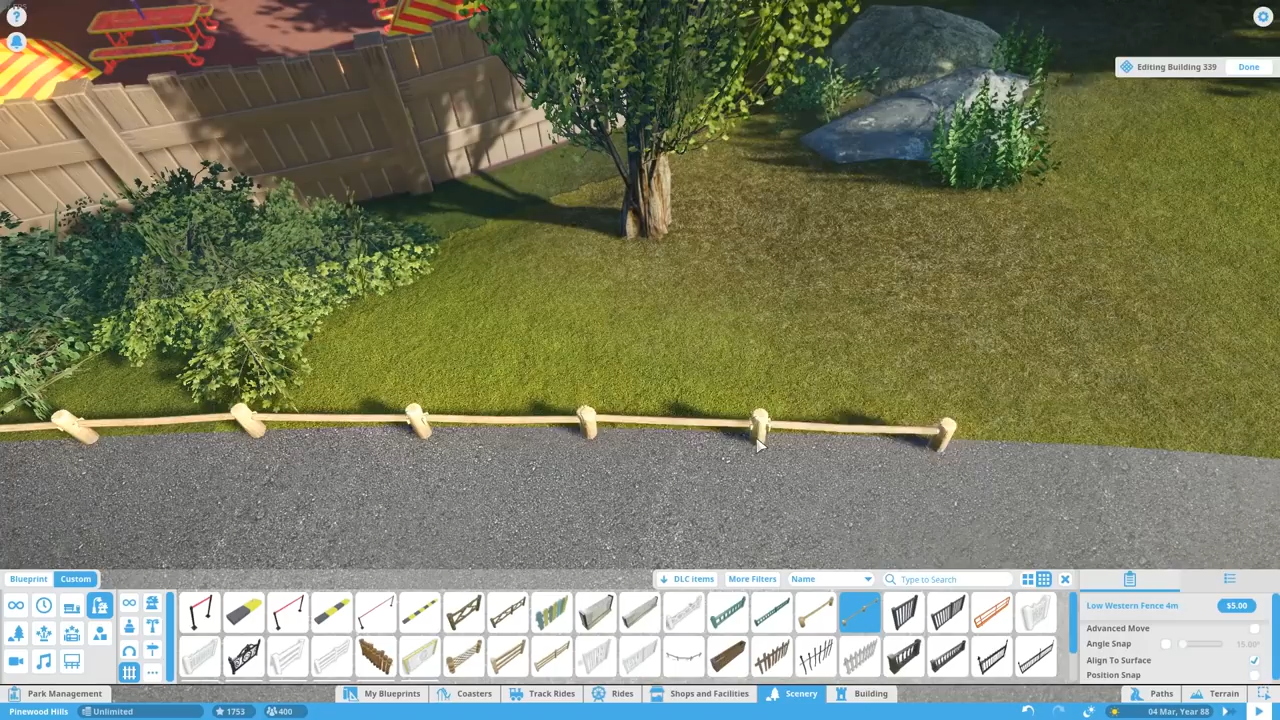 ?
Editing Building 339 Done
Blueprint Custom
DLC items More Filters Name Type to Search
Low Western Fence 4m $5.00
Advanced Move
Angle Snap 15.00°
Align To Surface
Position Snap
Park Management My Blueprints Coasters Track Rides Rides Shops and Facilities Scenery Building Paths Terrain
Pinewood Hills Unlimited 1753 400 04 Mar, Year 88